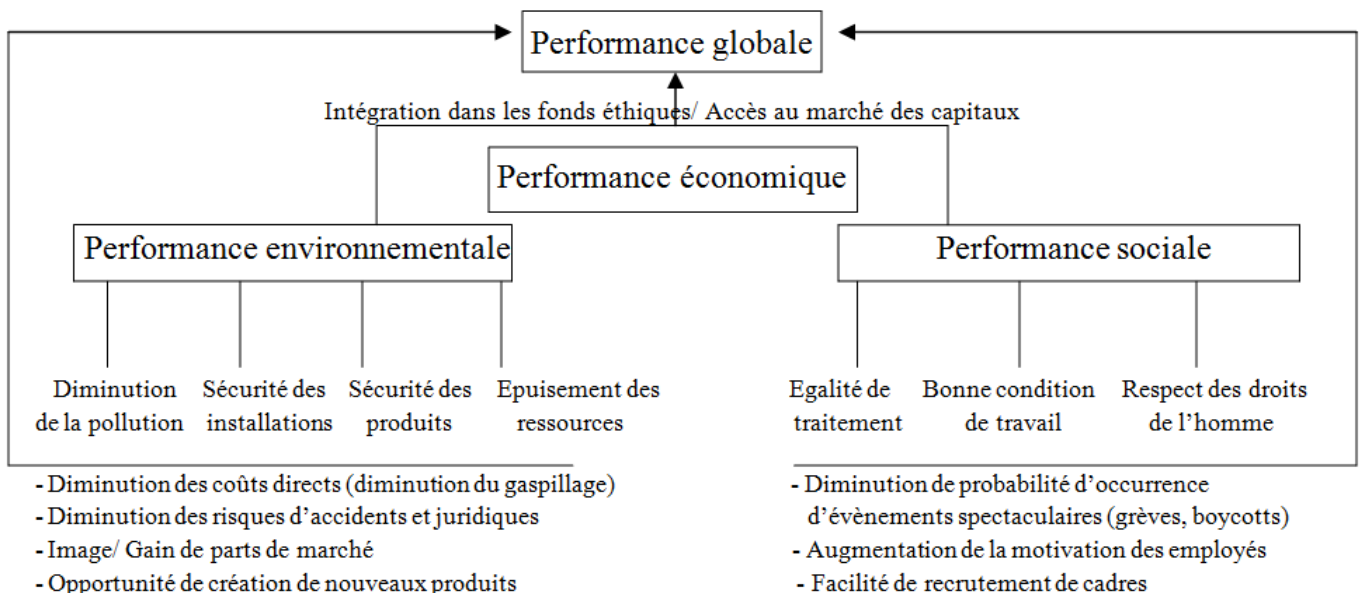 Performance globale
Intégration dans les fonds éthiques/ Accès au marché des capitaux
Performance économique
Performance environnementale
Performance sociale
Diminution
de la pollution
Sécurité des
installations
Sécurité des
produits
Epuisement des
ressources
Egalité de
traitement
Bonne condition
de travail
Respect des droits
de l’homme
- Diminution des coûts directs (diminution du gaspillage)
- Diminution des risques d’accidents et juridiques
- Image/ Gain de parts de marché
- Opportunité de création de nouveaux produits
- Diminution de probabilité d’occurrence
d’évènements spectaculaires (grèves, boycotts)
- Augmentation de la motivation des employés
- Facilité de recrutement de cadres